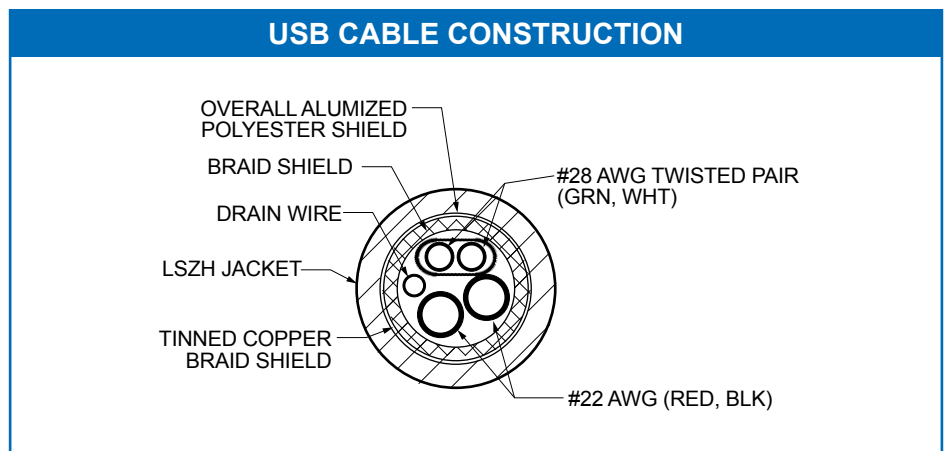 USB CABLE CONSTRUCTION
OVERALL ALUMIZED
POLYESTER SHIELD
BRAID SHIELD
DRAIN WIRE
LSZH JACKET
TINNED COPPER
BRAID SHIELD
#28 AWG TWISTED PAIR
(GRN, WHT)
#22 AWG (RED, BLK)